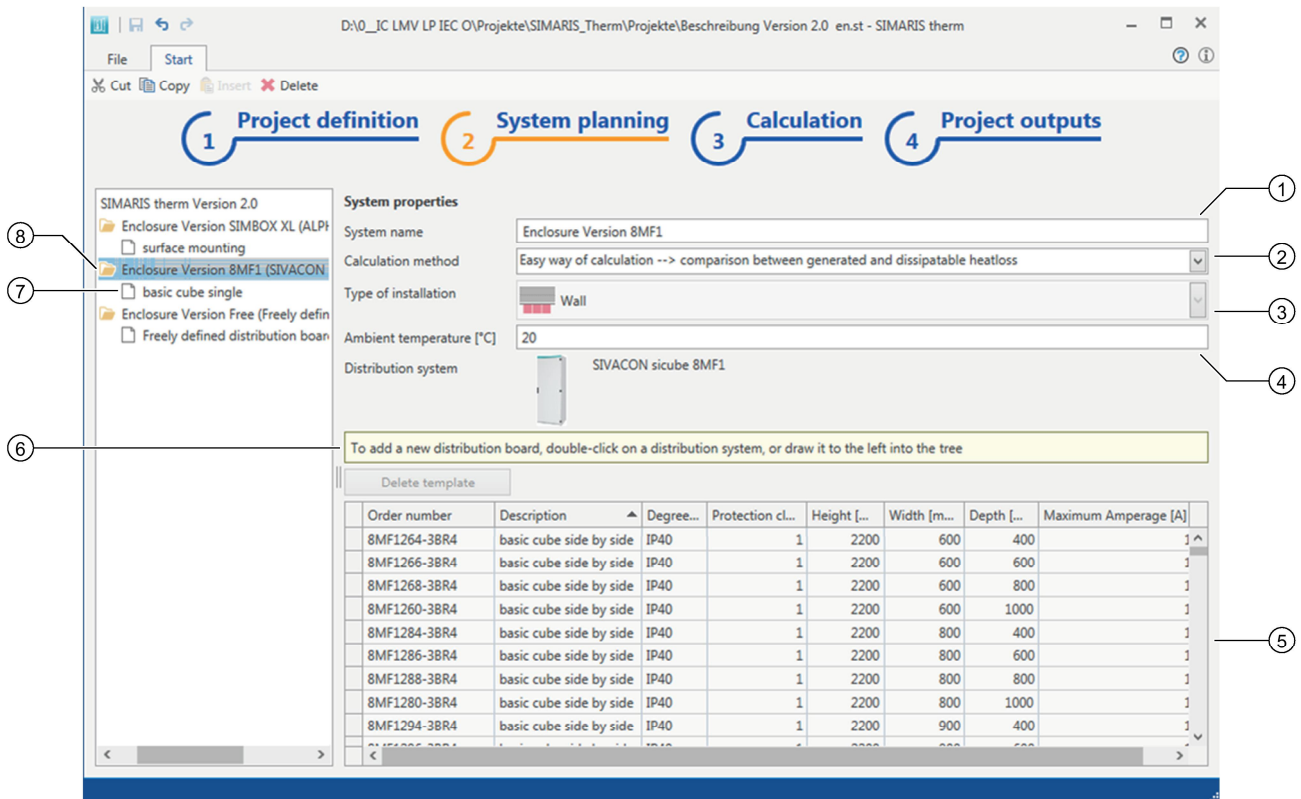 D:\0__IC LMV LP IEC O\Projekte\SIMARIS_Therm\Projekte\Beschreibung Version 2.0 en.st - SIMARIS therm
File Start
Cut Copy Insert Delete
1 Project definition 2 System planning 3 Calculation 4 Project outputs
SIMARIS therm Version 2.0
Enclosure Version SIMBOX XL (ALPH
surface mounting
Enclosure Version 8MF1 (SIVACON
basic cube single
Enclosure Version Free (Freely defin
Freely defined distribution boar
8
7
6
System properties
System name Enclosure Version 8MF1
Calculation method Easy way of calculation --> comparison between generated and dissipatable heatloss
Type of installation Wall
Ambient temperature [°C] 20
Distribution system SIVACON sicube 8MF1
To add a new distribution board, double-click on a distribution system, or draw it to the left into the tree
Delete template
Order number Description Degree... Protection cl... Height [... Width [m... Depth [... Maximum Amperage [A]
8MF1264-3BR4 basic cube side by side IP40 1 2200 600 400 1
8MF1266-3BR4 basic cube side by side IP40 1 2200 600 600 1
8MF1268-3BR4 basic cube side by side IP40 1 2200 600 800 1
8MF1260-3BR4 basic cube side by side IP40 1 2200 600 1000 1
8MF1284-3BR4 basic cube side by side IP40 1 2200 800 400 1
8MF1286-3BR4 basic cube side by side IP40 1 2200 800 600 1
8MF1288-3BR4 basic cube side by side IP40 1 2200 800 800 1
8MF1280-3BR4 basic cube side by side IP40 1 2200 800 1000 1
8MF1294-3BR4 basic cube side by side IP40 1 2200 900 400 1
1
2
3
4
5